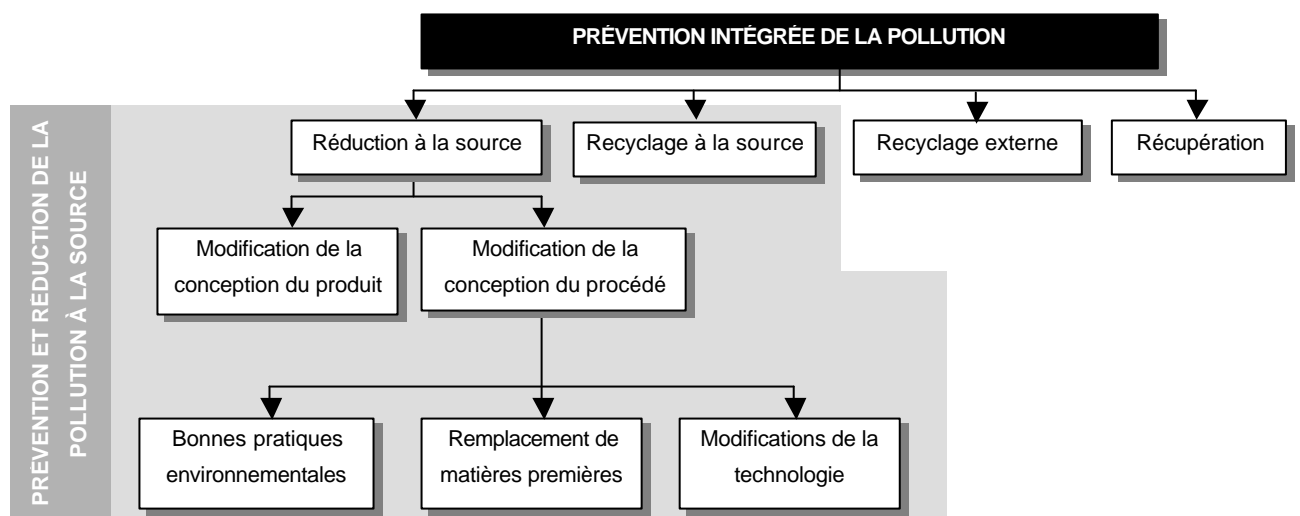 PRÉVENTION INTÉGRÉE DE LA POLLUTION
PRÉVENTION ET RÉDUCTION DE LA
POLLUTION À LA SOURCE
Réduction à la source
Recyclage à la source
Recyclage externe
Récupération
Modification de la
conception du produit
Modification de la
conception du procédé
Bonnes pratiques
environnementales
Remplacement de
matières premières
Modifications de la
technologie